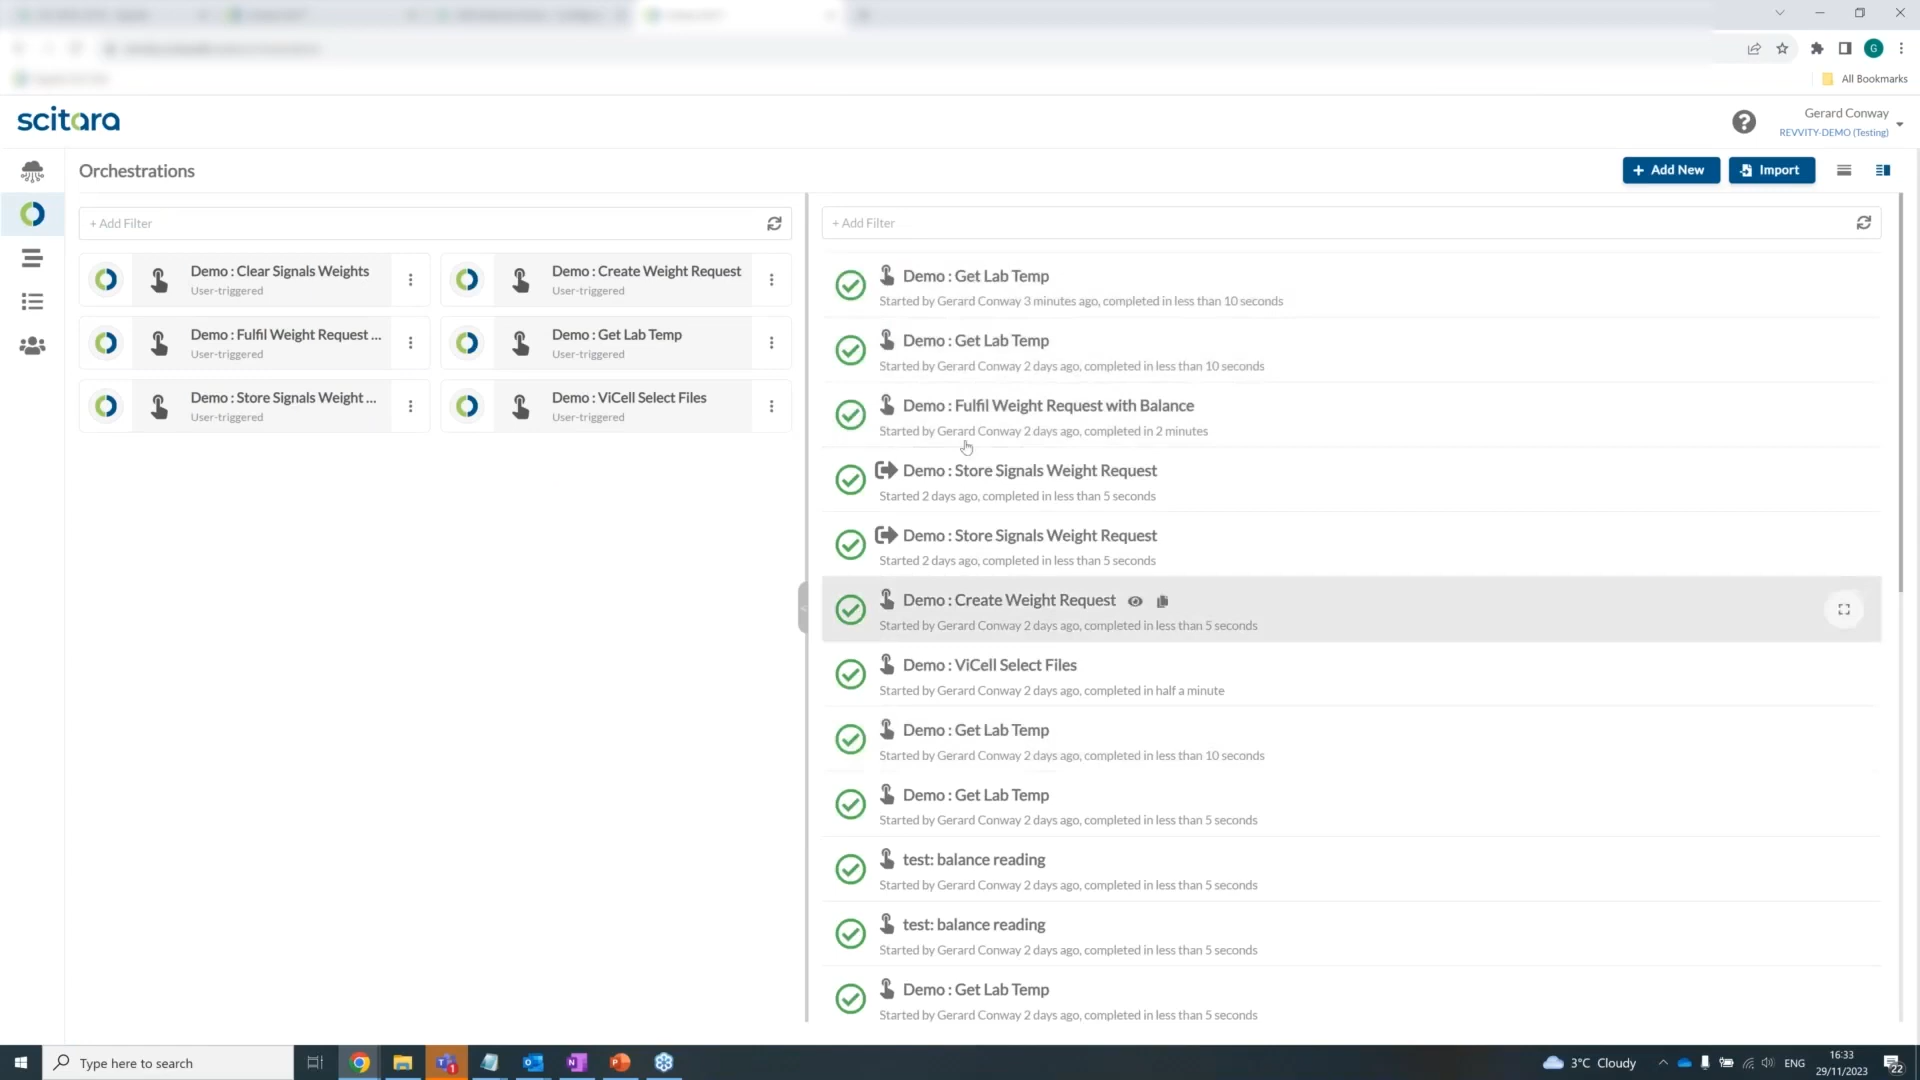 All Bookmarks
scitara
Gerard Conway
REVVITY-DEMO (Testing)
Orchestrations
+ Add New
Import
+ Add Filter
+ Add Filter
Demo : Clear Signals Weights
User-triggered
Demo : Create Weight Request
User-triggered
Demo : Fulfil Weight Request ...
User-triggered
Demo : Get Lab Temp
User-triggered
Demo : Store Signals Weight ...
User-triggered
Demo : ViCell Select Files
User-triggered
Demo : Get Lab Temp
Started by Gerard Conway 3 minutes ago, completed in less than 10 seconds
Demo : Get Lab Temp
Started by Gerard Conway 2 days ago, completed in less than 10 seconds
Demo : Fulfil Weight Request with Balance
Started by Gerard Conway 2 days ago, completed in 2 minutes
Demo : Store Signals Weight Request
Started 2 days ago, completed in less than 5 seconds
Demo : Store Signals Weight Request
Started 2 days ago, completed in less than 5 seconds
Demo : Create Weight Request
Started by Gerard Conway 2 days ago, completed in less than 5 seconds
Demo : ViCell Select Files
Started by Gerard Conway 2 days ago, completed in half a minute
Demo : Get Lab Temp
Started by Gerard Conway 2 days ago, completed in less than 10 seconds
Demo : Get Lab Temp
Started by Gerard Conway 2 days ago, completed in less than 5 seconds
test: balance reading
Started by Gerard Conway 2 days ago, completed in less than 5 seconds
test: balance reading
Started by Gerard Conway 2 days ago, completed in less than 5 seconds
Demo : Get Lab Temp
Started by Gerard Conway 2 days ago, completed in less than 5 seconds
Type here to search
3°C Cloudy
ENG
16:33
29/11/2023
22